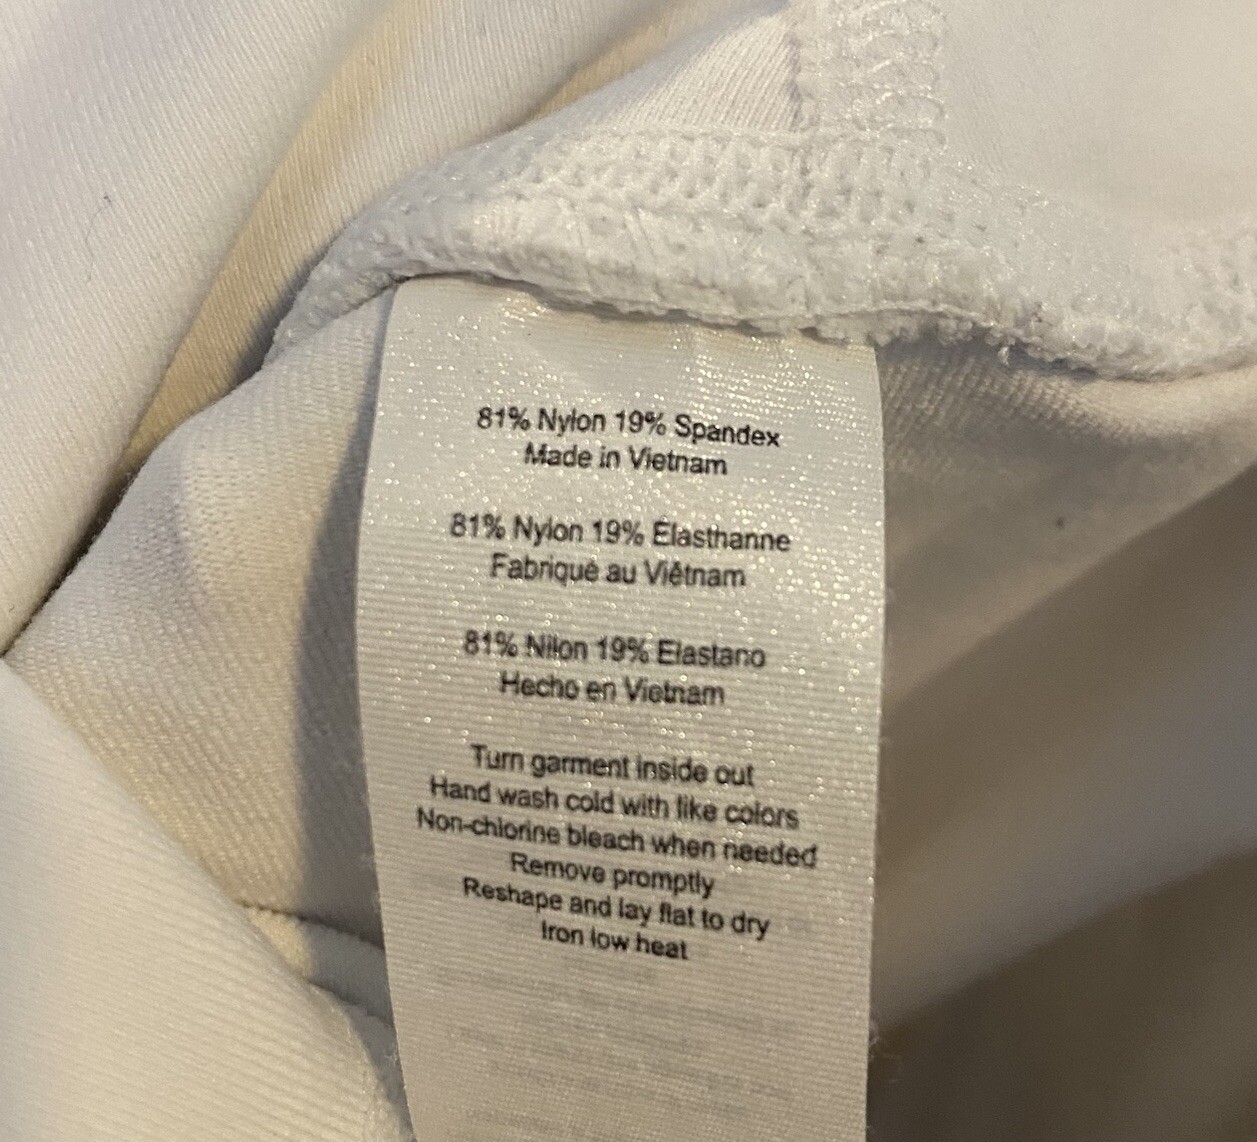 81% Nylon 19% Spandex
Made in Vietnam
81% Nylon 19% Elasthanne
Fabriqué au Viêtnam
81% Nilon 19% Elastano
Hecho en Vietnam
Turn garment inside out
Hand wash cold with like colors
Non-chlorine bleach when needed
Remove promptly
Reshape and lay flat to dry
Iron low heat